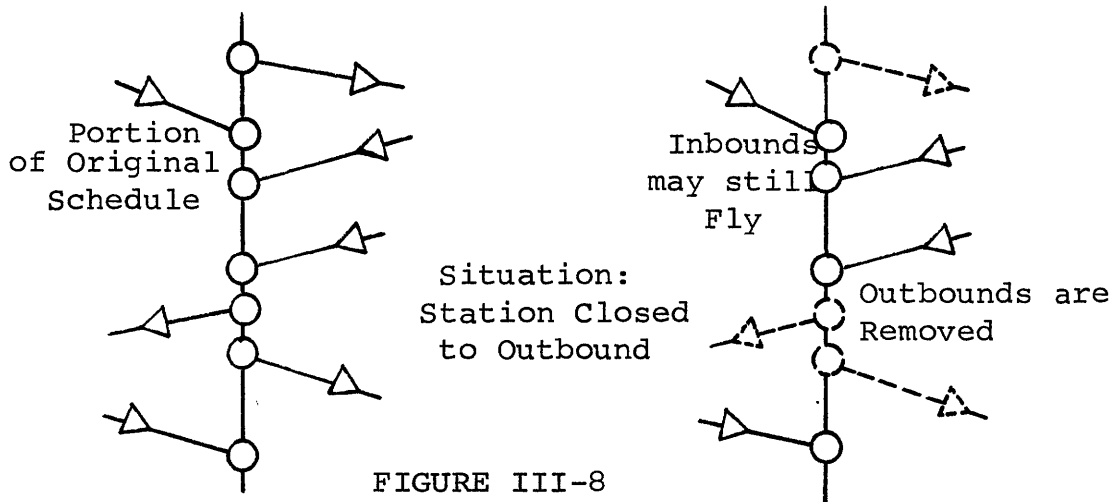 Portion
of Original
Schedule
Situation:
Station Closed
to Outbound
Inbounds
may still
Fly
Outbounds are
Removed
FIGURE III-8